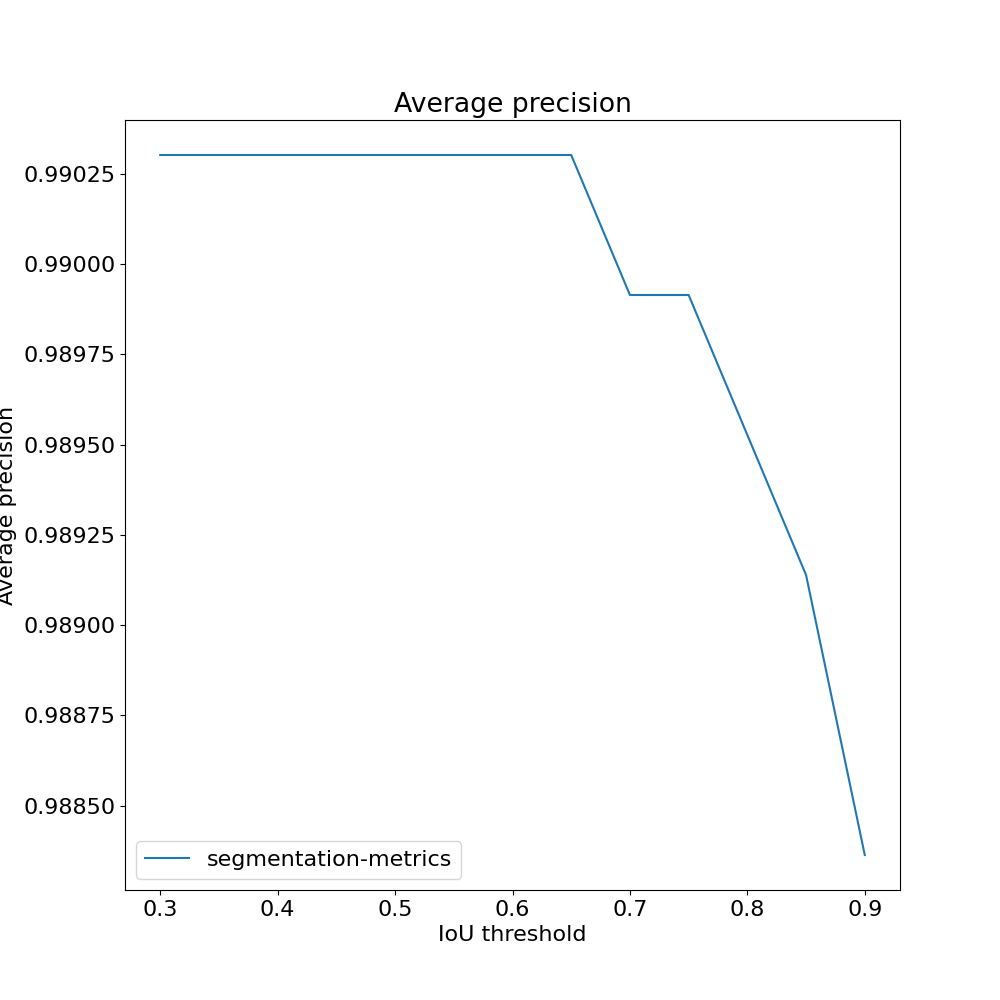 Average precision
Average precision
0.99025
0.99000
0.98975
0.98950
0.98925
0.98900
0.98875
0.98850
segmentation-metrics
0.3 0.4 0.5 0.6 0.7 0.8 0.9
IoU threshold